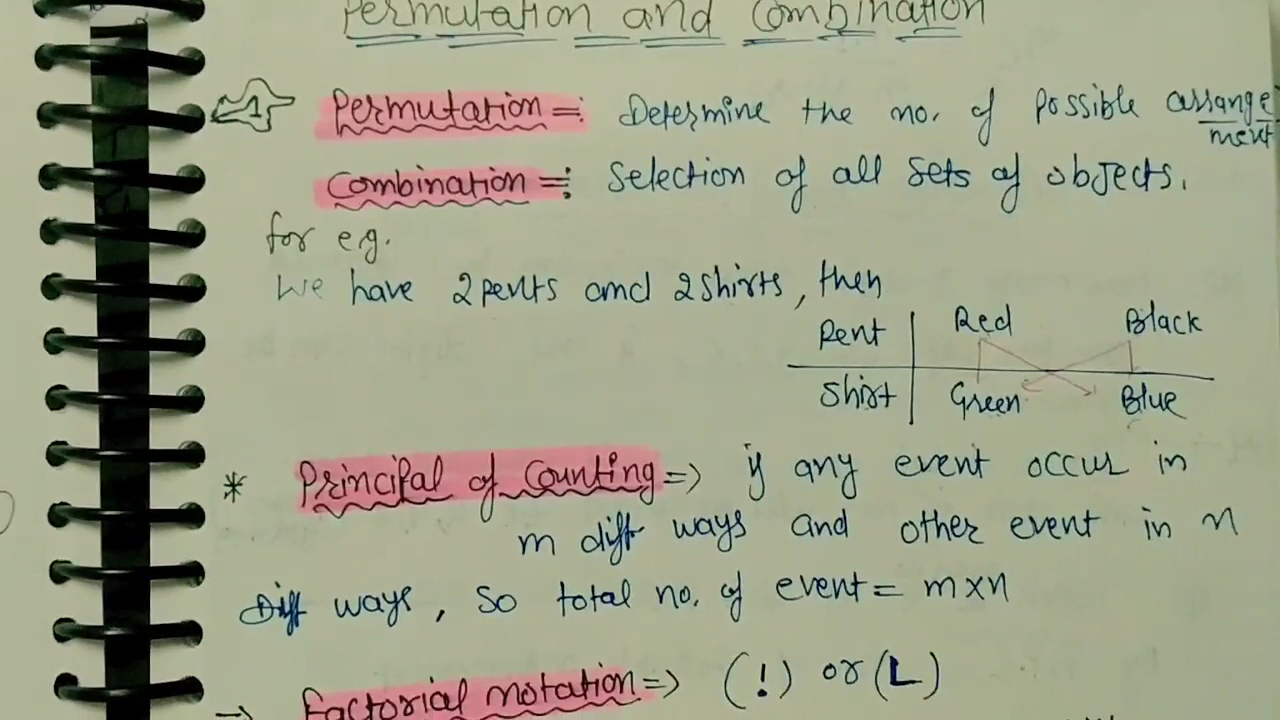 Permutation and Combination
1 Permutation =: Determine the no. of possible arrangement
Combination =: Selection of all sets of objects.
for e.g.
We have 2 pents and 2 shirts, then
Pent | Red Black
Shirt | Green Blue
* Principal of Counting => if any event occur in
m diff ways and other event in n
Diff ways, so total no. of event = m×n
=> Factorial notation => (!) or (L)